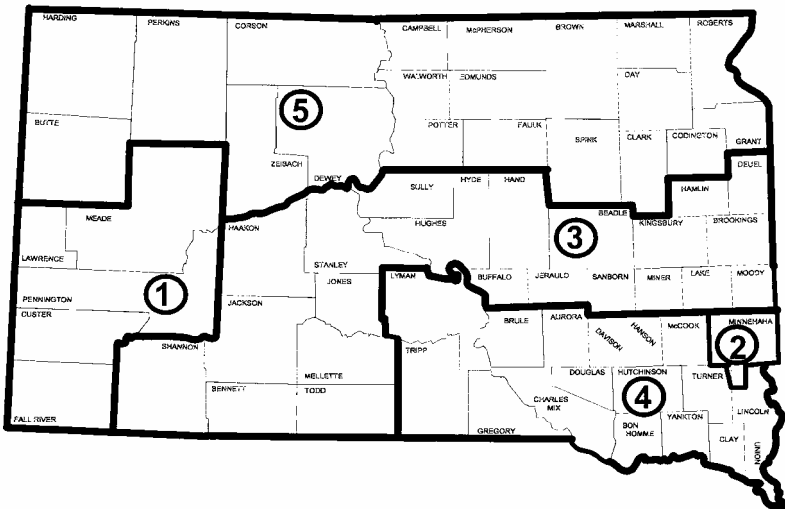 HARDING
PERKINS
CORSON
CAMPBELL
McPHERSON
BROWN
MARSHALL
ROBERTS
WALWORTH
EDMUNDS
DAY
5
BUTTE
POTTER
FAULK
SPINK
CLARK
CODINGTON
GRANT
ZEIBACH
DEWEY
SULLY
HYDE
HAND
HAMLIN
DEUEL
MEADE
HAAKON
HUGHES
BEADLE
KINGSBURY
BROOKINGS
3
LAWRENCE
STANLEY
LYMAN
BUFFALO
JERAULD
SANBORN
MINER
LAKE
MOODY
JONES
PENNINGTON
1
JACKSON
CUSTER
BRULE
AURORA
DAVISON
HANSON
McCOOK
MINNEHAHA
2
SHANNON
TRIPP
MELLETTE
BENNETT
TODD
DOUGLAS
HUTCHINSON
TURNER
4
CHARLES
MIX
LINCOLN
FALL RIVER
GREGORY
BON
HOMME
YANKTON
CLAY
UNION